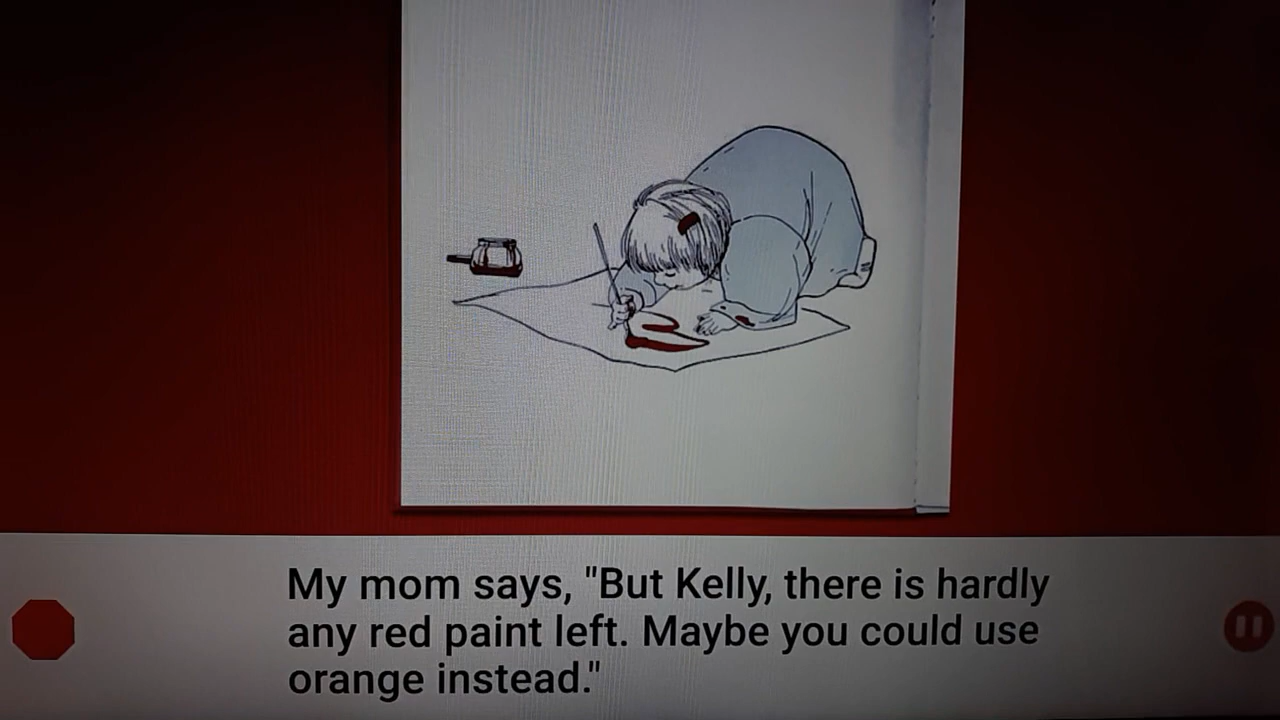 My mom says, "But Kelly, there is hardly
any red paint left. Maybe you could use
orange instead."